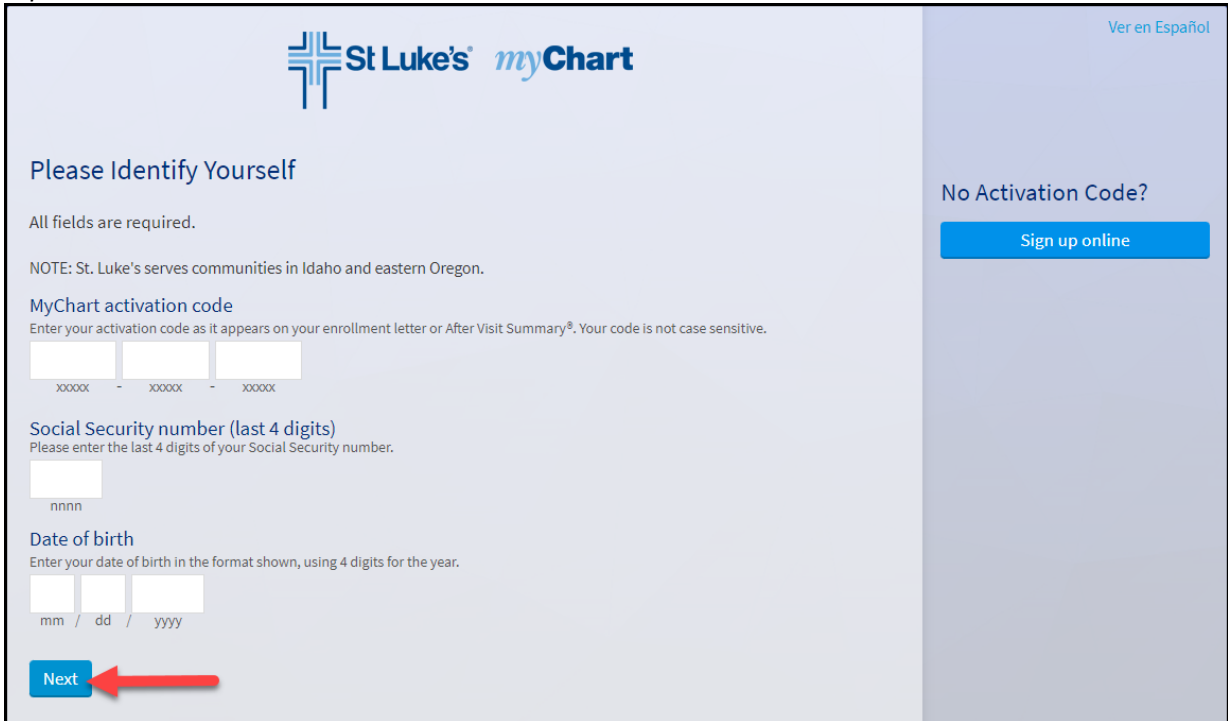 St Luke's® myChart
Ver en Español
Please Identify Yourself
All fields are required.
NOTE: St. Luke's serves communities in Idaho and eastern Oregon.
MyChart activation code
Enter your activation code as it appears on your enrollment letter or After Visit Summary®. Your code is not case sensitive.
xxxxx - xxxxx - xxxxx
Social Security number (last 4 digits)
Please enter the last 4 digits of your Social Security number.
nnnn
Date of birth
Enter your date of birth in the format shown, using 4 digits for the year.
mm / dd / yyyy
Next
No Activation Code?
Sign up online